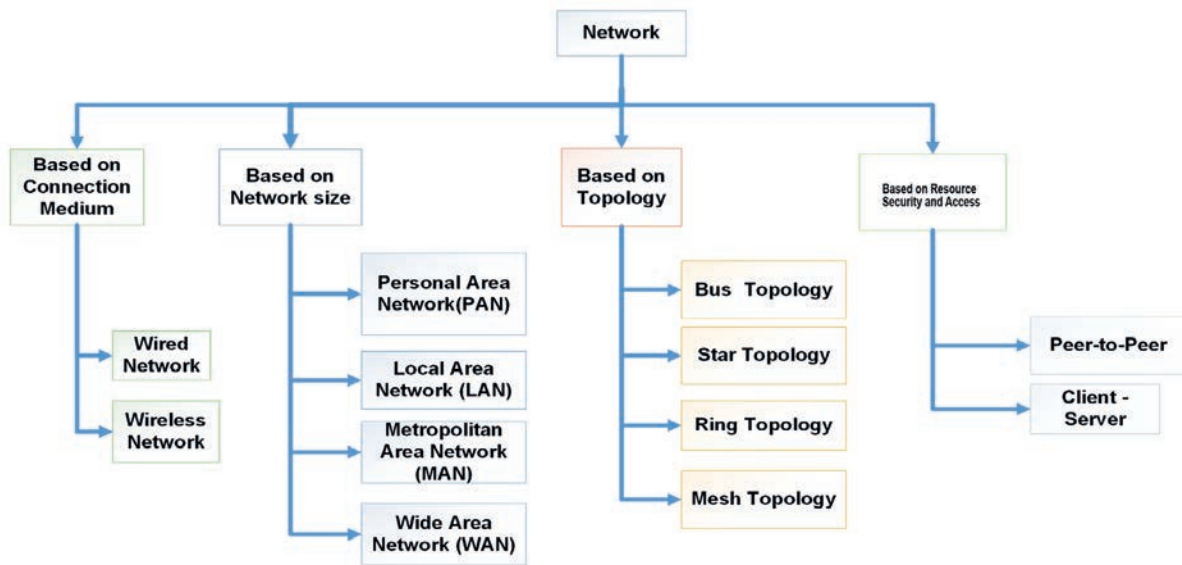 Network
Based on
Connection
Medium
Wired
Network
Wireless
Network
Based on
Network size
Personal Area
Network(PAN)
Local Area
Network (LAN)
Metropolitan
Area Network
(MAN)
Wide Area
Network (WAN)
Based on
Topology
Bus Topology
Star Topology
Ring Topology
Mesh Topology
Based on Resource
Security and Access
Peer-to-Peer
Client -
Server